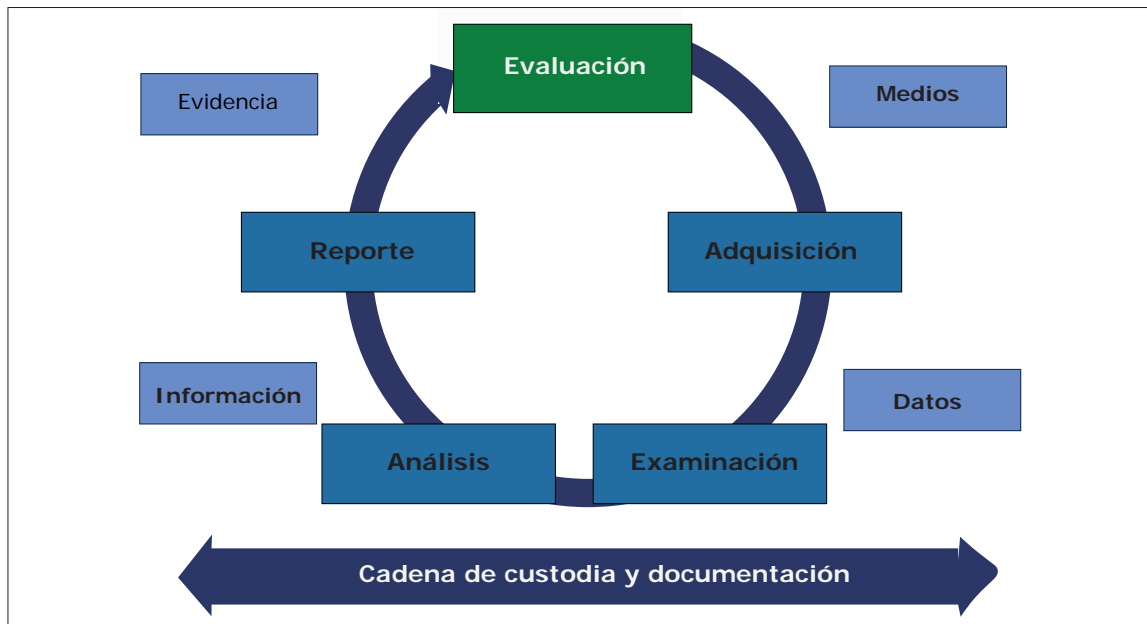 Evaluación
Evidencia
Medios
Reporte
Adquisición
Información
Datos
Análisis
Examinación
Cadena de custodia y documentación